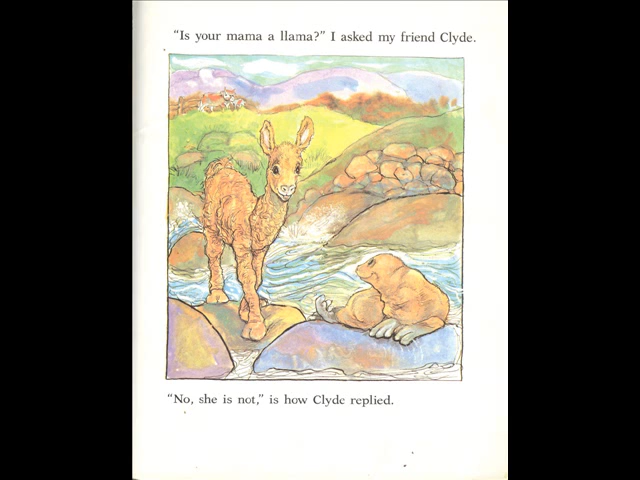 "Is your mama a llama?" I asked my friend Clyde.
"No, she is not," is how Clyde replied.